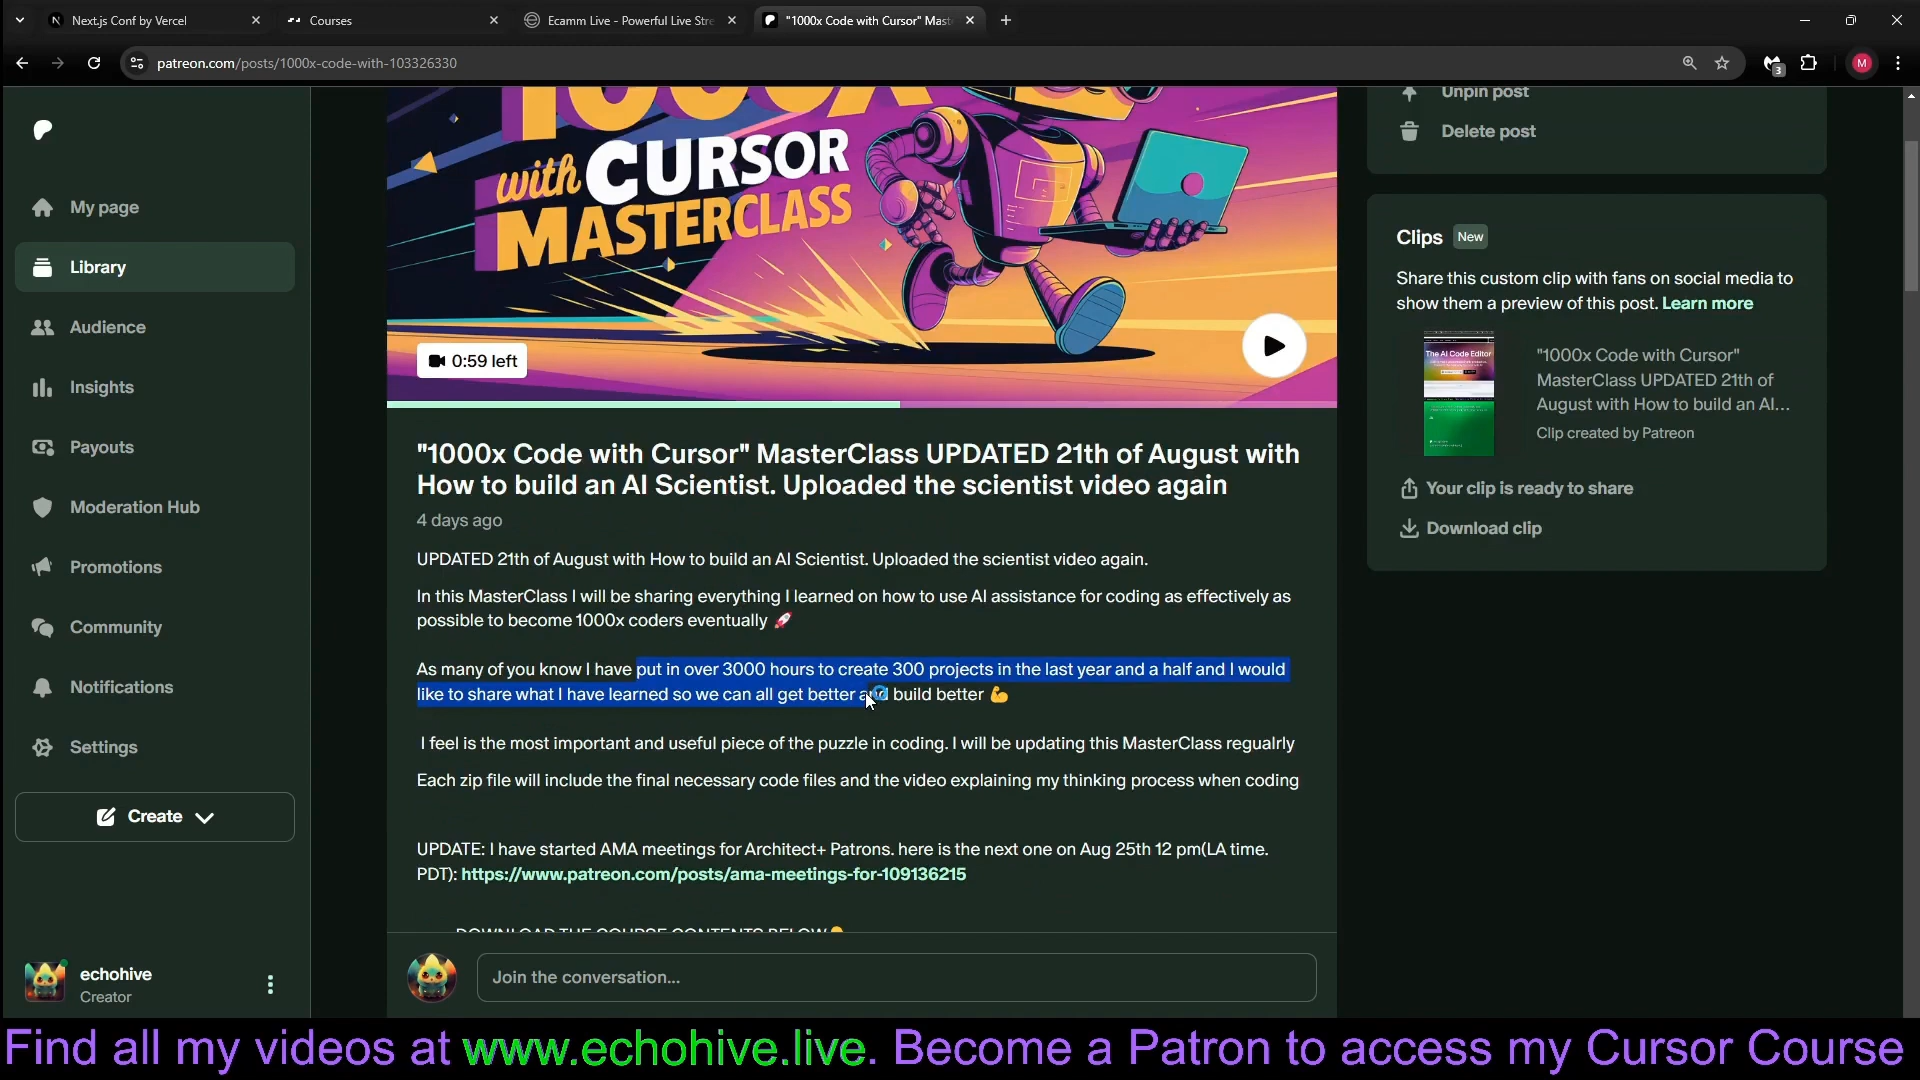 Next.js Conf by Vercel
Courses
Ecamm Live - Powerful Live Stre
"1000x Code with Cursor" Mast
patreon.com/posts/1000x-code-with-103326330
3
M
My page
Library
Audience
Insights
Payouts
Moderation Hub
Promotions
Community
Notifications
Settings
Create
echohive
Creator
1000X
with CURSOR
MASTERCLASS
0:59 left
"1000x Code with Cursor" MasterClass UPDATED 21th of August with
How to build an AI Scientist. Uploaded the scientist video again
4 days ago
UPDATED 21th of August with How to build an AI Scientist. Uploaded the scientist video again.
In this MasterClass I will be sharing everything I learned on how to use AI assistance for coding as effectively as
possible to become 1000x coders eventually 🚀
As many of you know I have put in over 3000 hours to create 300 projects in the last year and a half and I would
like to share what I have learned so we can all get better and build better 💪
I feel is the most important and useful piece of the puzzle in coding. I will be updating this MasterClass regualrly
Each zip file will include the final necessary code files and the video explaining my thinking process when coding
UPDATE: I have started AMA meetings for Architect+ Patrons. here is the next one on Aug 25th 12 pm(LA time.
PDT): https://www.patreon.com/posts/ama-meetings-for-109136215
DOWNLOAD THE COURSE CONTENTS BELOW
Join the conversation...
Unpin post
Delete post
Clips New
Share this custom clip with fans on social media to
show them a preview of this post. Learn more
The AI Code Editor
"1000x Code with Cursor"
MasterClass UPDATED 21th of
August with How to build an AI...
Clip created by Patreon
Your clip is ready to share
Download clip
Find all my videos at www.echohive.live. Become a Patron to access my Cursor Course